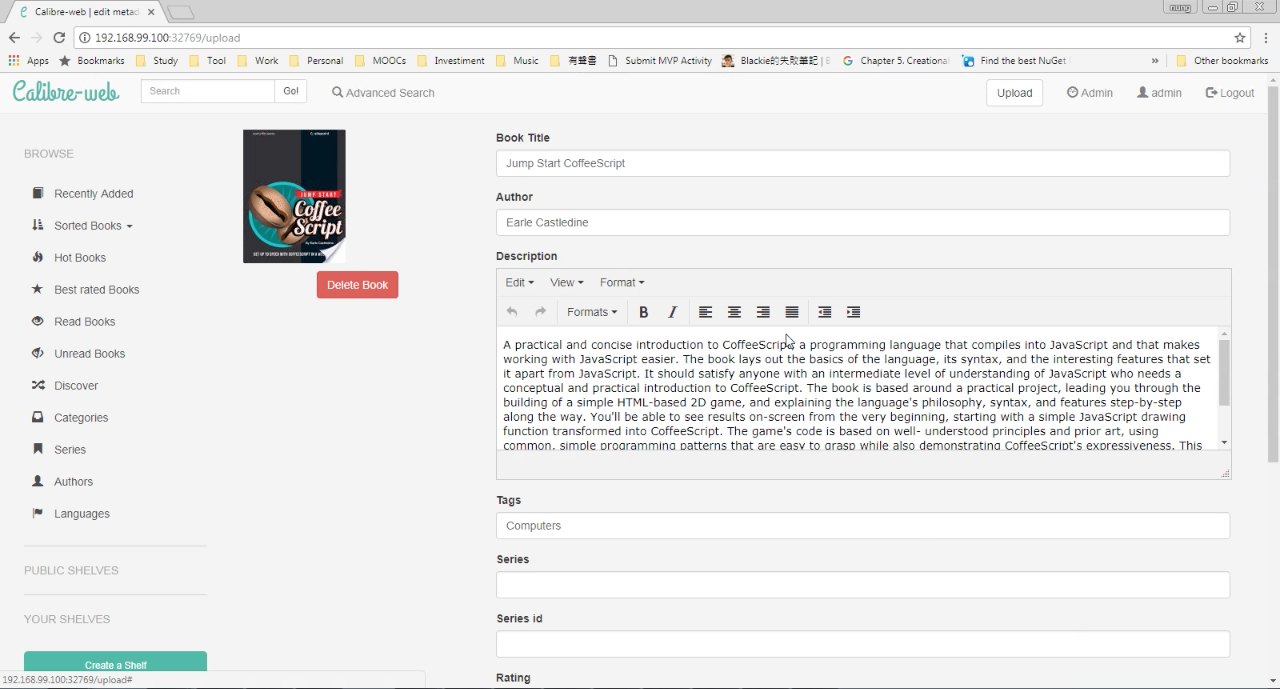 Calibre-web | edit metad
nung
192.168.99.100:32769/upload
Apps Bookmarks Study Tool Work Personal MOOCs Investiment Music 有聲書 Submit MVP Activity Blackie的失敗筆記 | Chapter 5. Creational Find the best NuGet » Other bookmarks
Calibre-web Search Go! Advanced Search Upload Admin admin Logout
BROWSE
Recently Added
Sorted Books
Hot Books
Best rated Books
Read Books
Unread Books
Discover
Categories
Series
Authors
Languages
PUBLIC SHELVES
YOUR SHELVES
Create a Shelf
192.168.99.100:32769/upload#
JUMP START
Coffee
Script
Delete Book
Book Title
Jump Start CoffeeScript
Author
Earle Castledine
Description
Edit View Format
Formats B I
A practical and concise introduction to CoffeeScript, a programming language that compiles into JavaScript and that makes
working with JavaScript easier. The book lays out the basics of the language, its syntax, and the interesting features that set
it apart from JavaScript. It should satisfy anyone with an intermediate level of understanding of JavaScript who needs a
conceptual and practical introduction to CoffeeScript. The book is based around a practical project, leading you through the
building of a simple HTML-based 2D game, and explaining the language's philosophy, syntax, and features step-by-step
along the way. You'll be able to see results on-screen from the very beginning, starting with a simple JavaScript drawing
function transformed into CoffeeScript. The game's code is based on well- understood principles and prior art, using
common, simple programming patterns that are easy to grasp while also demonstrating CoffeeScript's expressiveness. This
Tags
Computers
Series
Series id
Rating